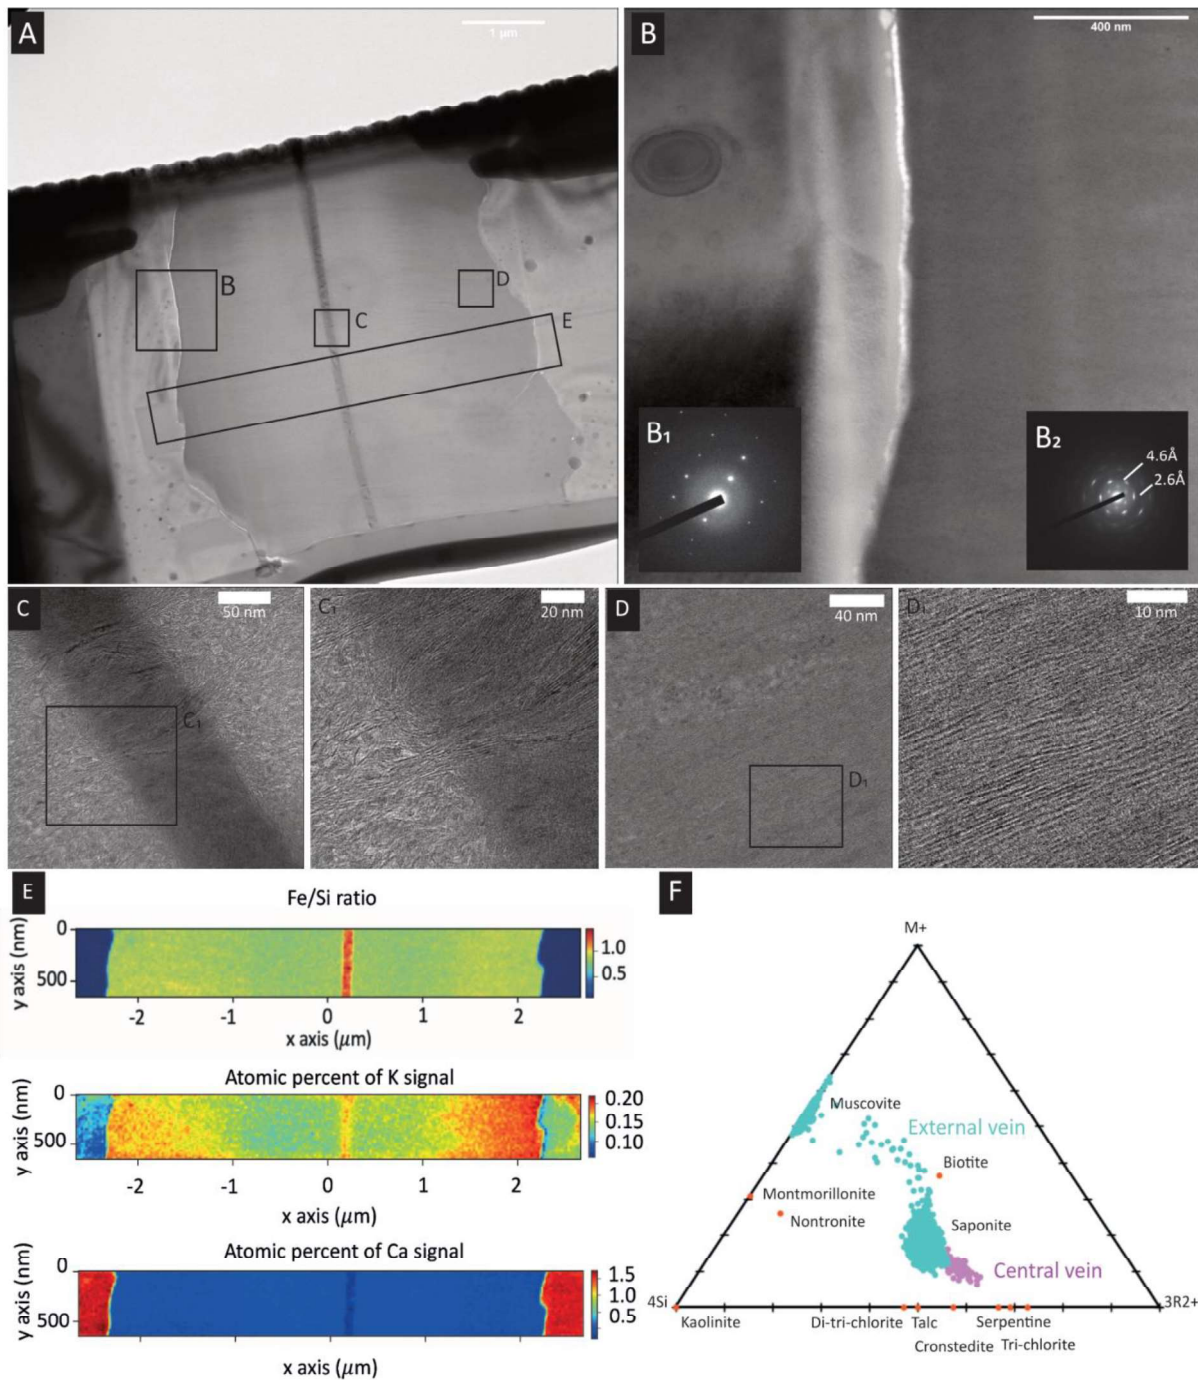 A
1 µm
B
C
D
E
B
400 nm
B₁
B₂
4.6Å
2.6Å
C
50 nm
C₁
C₁
20 nm
D
40 nm
D₁
D₁
10 nm
E
Fe/Si ratio
y axis (nm)
0
500
1.0
0.5
-2
-1
0
1
2
x axis (µm)
Atomic percent of K signal
y axis (nm)
0
500
0.20
0.15
0.10
-2
-1
0
1
2
x axis (µm)
Atomic percent of Ca signal
y axis (nm)
0
500
1.5
1.0
0.5
x axis (µm)
F
M+
Muscovite
External vein
Biotite
Montmorillonite
Nontronite
Saponite
Central vein
4Si
3R2+
Kaolinite
Di-tri-chlorite
Talc
Serpentine
Cronstedite
Tri-chlorite